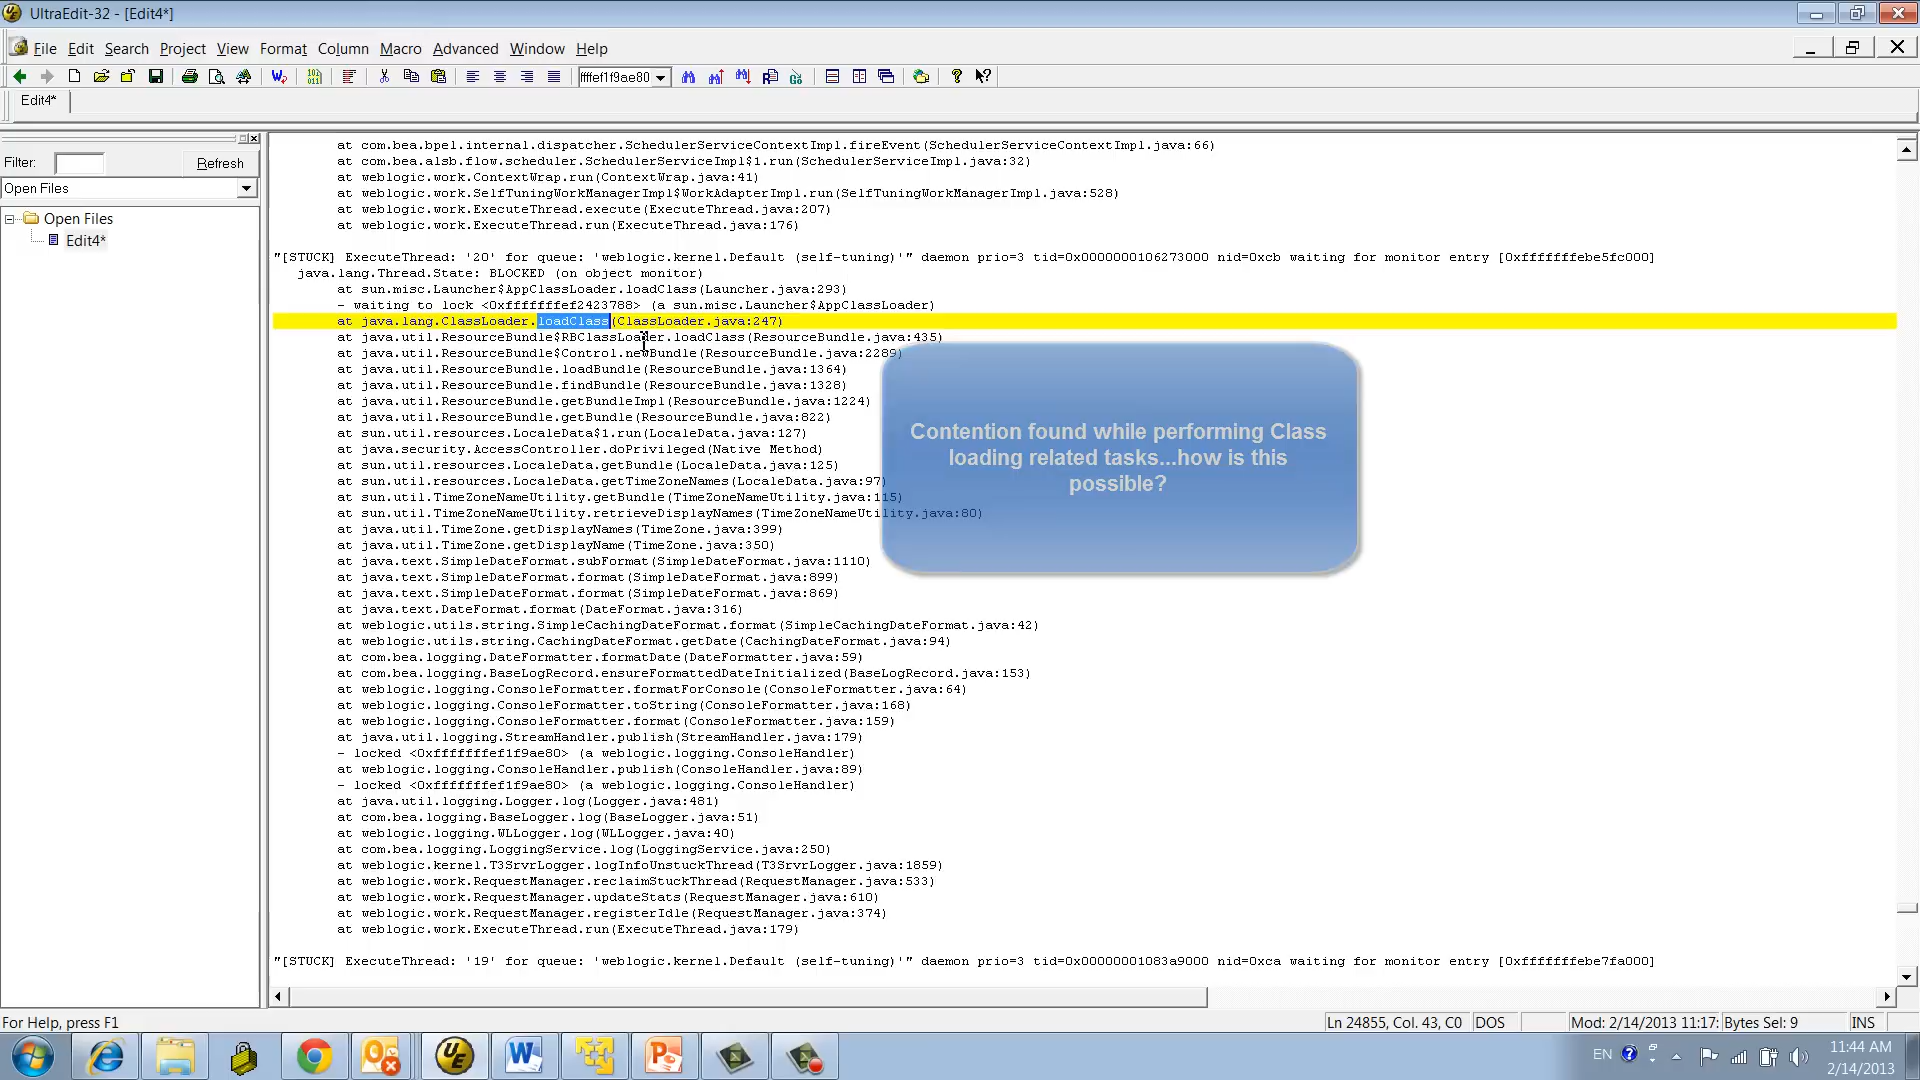 UltraEdit-32 - [Edit4*]
File Edit Search Project View Format Column Macro Advanced Window Help
ffffef1f9ae80
Edit4*
Filter: Refresh
Open Files
Open Files
Edit4*
at com.bea.bpel.internal.dispatcher.SchedulerServiceContextImpl.fireEvent(SchedulerServiceContextImpl.java:66)
at com.bea.alsb.flow.scheduler.SchedulerServiceImpl$1.run(SchedulerServiceImpl.java:32)
at weblogic.work.ContextWrap.run(ContextWrap.java:41)
at weblogic.work.SelfTuningWorkManagerImpl$WorkAdapterImpl.run(SelfTuningWorkManagerImpl.java:528)
at weblogic.work.ExecuteThread.execute(ExecuteThread.java:207)
at weblogic.work.ExecuteThread.run(ExecuteThread.java:176)
"[STUCK] ExecuteThread: '20' for queue: 'weblogic.kernel.Default (self-tuning)'" daemon prio=3 tid=0x0000000106273000 nid=0xcb waiting for monitor entry [0xfffffffebe5fc000]
java.lang.Thread.State: BLOCKED (on object monitor)
at sun.misc.Launcher$AppClassLoader.loadClass(Launcher.java:293)
- waiting to lock <0xfffffffef2423788> (a sun.misc.Launcher$AppClassLoader)
at java.lang.ClassLoader.loadClass(ClassLoader.java:247)
at java.util.ResourceBundle$RBClassLoader.loadClass(ResourceBundle.java:435)
at java.util.ResourceBundle$Control.newBundle(ResourceBundle.java:2289)
at java.util.ResourceBundle.loadBundle(ResourceBundle.java:1364)
at java.util.ResourceBundle.findBundle(ResourceBundle.java:1328)
at java.util.ResourceBundle.getBundleImpl(ResourceBundle.java:1224)
at java.util.ResourceBundle.getBundle(ResourceBundle.java:822)
at sun.util.resources.LocaleData$1.run(LocaleData.java:127)
at java.security.AccessController.doPrivileged(Native Method)
at sun.util.resources.LocaleData.getBundle(LocaleData.java:125)
at sun.util.resources.LocaleData.getTimeZoneNames(LocaleData.java:97)
at sun.util.TimeZoneNameUtility.getBundle(TimeZoneNameUtility.java:115)
at sun.util.TimeZoneNameUtility.retrieveDisplayNames(TimeZoneNameUtility.java:80)
at java.util.TimeZone.getDisplayNames(TimeZone.java:399)
at java.util.TimeZone.getDisplayName(TimeZone.java:350)
at java.text.SimpleDateFormat.subFormat(SimpleDateFormat.java:1110)
at java.text.SimpleDateFormat.format(SimpleDateFormat.java:899)
at java.text.SimpleDateFormat.format(SimpleDateFormat.java:869)
at java.text.DateFormat.format(DateFormat.java:316)
at weblogic.utils.string.SimpleCachingDateFormat.format(SimpleCachingDateFormat.java:42)
at weblogic.utils.string.CachingDateFormat.getDate(CachingDateFormat.java:94)
at com.bea.logging.DateFormatter.formatDate(DateFormatter.java:59)
at com.bea.logging.BaseLogRecord.ensureFormattedDateInitialized(BaseLogRecord.java:153)
at weblogic.logging.ConsoleFormatter.formatForConsole(ConsoleFormatter.java:64)
at weblogic.logging.ConsoleFormatter.toString(ConsoleFormatter.java:168)
at weblogic.logging.ConsoleFormatter.format(ConsoleFormatter.java:159)
at java.util.logging.StreamHandler.publish(StreamHandler.java:179)
- locked <0xfffffffef1f9ae80> (a weblogic.logging.ConsoleHandler)
at weblogic.logging.ConsoleHandler.publish(ConsoleHandler.java:89)
- locked <0xfffffffef1f9ae80> (a weblogic.logging.ConsoleHandler)
at java.util.logging.Logger.log(Logger.java:481)
at com.bea.logging.BaseLogger.log(BaseLogger.java:51)
at weblogic.logging.WLLogger.log(WLLogger.java:40)
at com.bea.logging.LoggingService.log(LoggingService.java:250)
at weblogic.kernel.T3SrvrLogger.logInfoUnstuckThread(T3SrvrLogger.java:1859)
at weblogic.work.RequestManager.reclaimStuckThread(RequestManager.java:533)
at weblogic.work.RequestManager.updateStats(RequestManager.java:610)
at weblogic.work.RequestManager.registerIdle(RequestManager.java:374)
at weblogic.work.ExecuteThread.run(ExecuteThread.java:179)
"[STUCK] ExecuteThread: '19' for queue: 'weblogic.kernel.Default (self-tuning)'" daemon prio=3 tid=0x00000001083a9000 nid=0xca waiting for monitor entry [0xfffffffebe7fa000]
Contention found while performing Class
loading related tasks...how is this
possible?
For Help, press F1 Ln 24855, Col. 43, C0 DOS Mod: 2/14/2013 11:17: Bytes Sel: 9 INS
EN 11:44 AM
2/14/2013